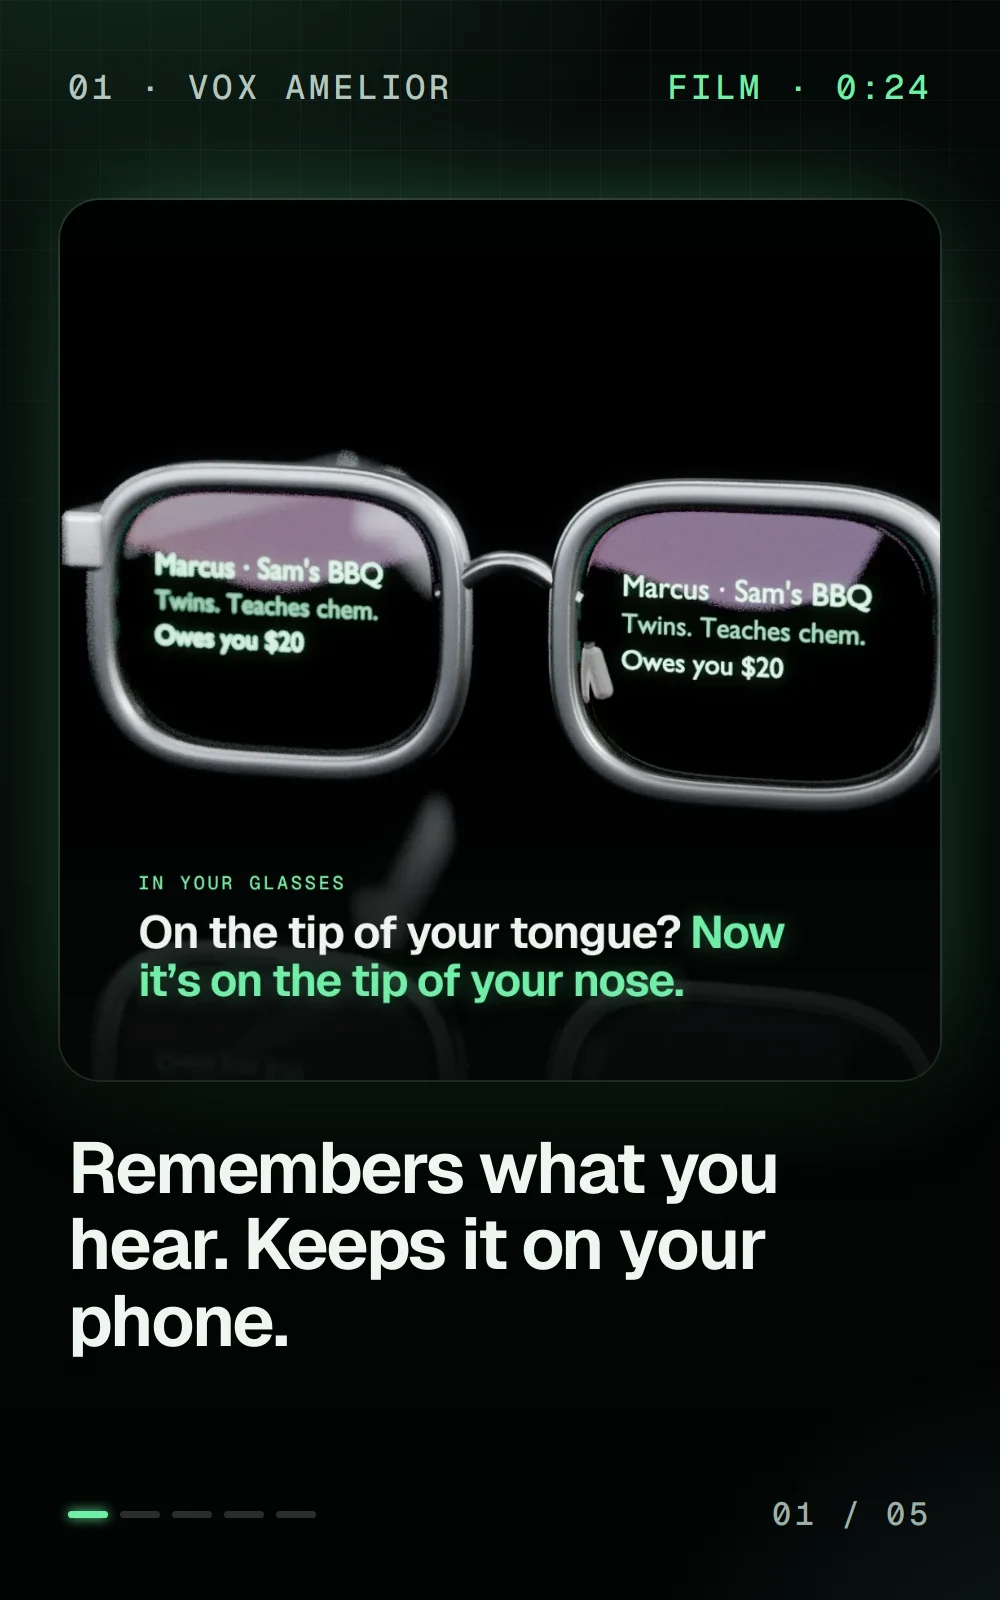 01 · VOX AMELIOR
FILM · 0:24
Marcus · Sam's BBQ
Twins. Teaches chem.
Owes you $20
Marcus · Sam's BBQ
Twins. Teaches chem.
Owes you $20
IN YOUR GLASSES
On the tip of your tongue? Now
it’s on the tip of your nose.
Remembers what you
hear. Keeps it on your
phone.
01 / 05